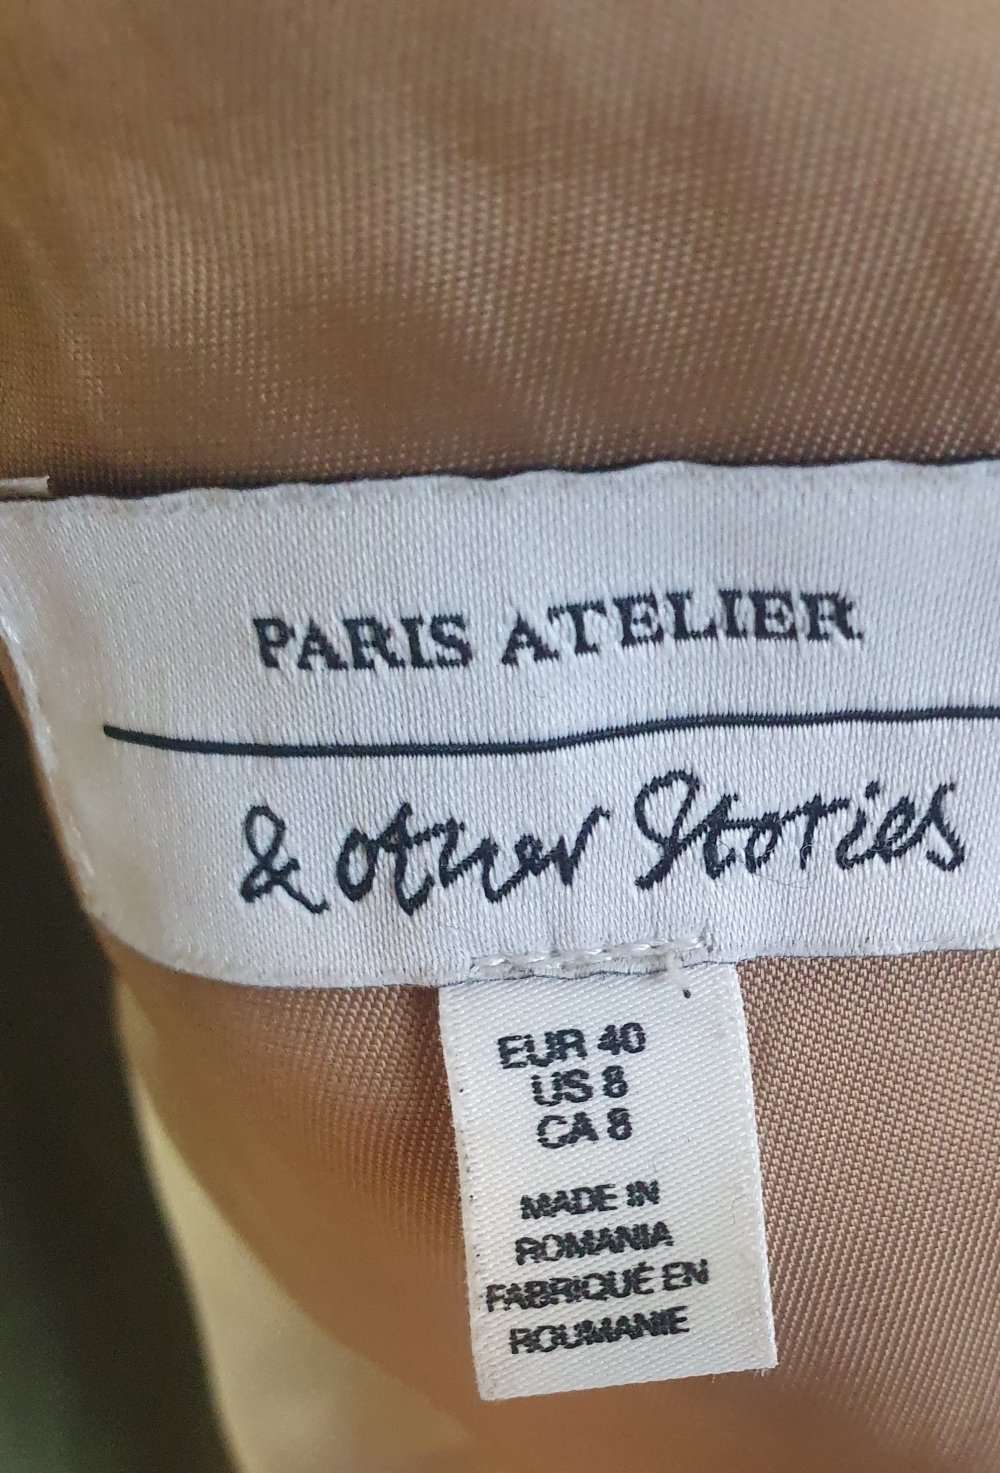 PARIS ATELIER
& other Stories
EUR 40
US 8
CA 8
MADE IN
ROMANIA
FABRIQUÉ EN
ROUMANIE